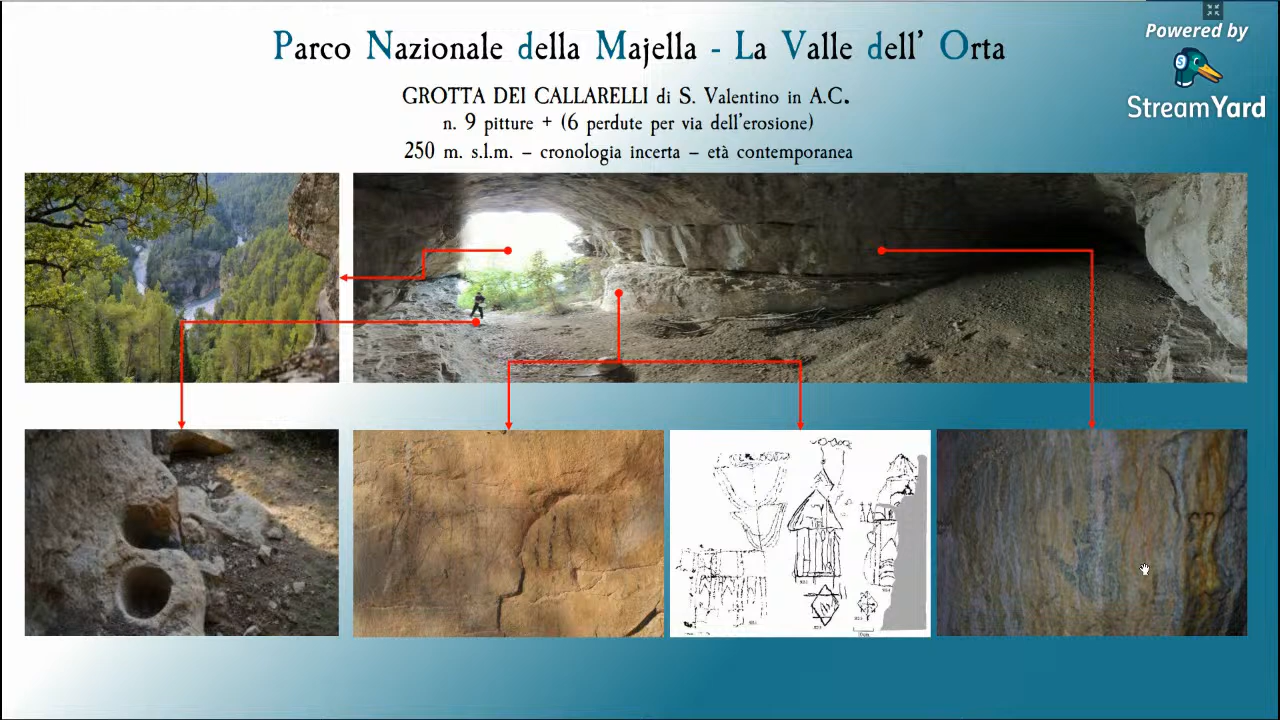 Parco Nazionale della Majella - La Valle dell' Orta
Powered by
StreamYard
GROTTA DEI CALLARELLI di S. Valentino in A.C.
n. 9 pitture + (6 perdute per via dell'erosione)
250 m. s.l.m. – cronologia incerta – età contemporanea